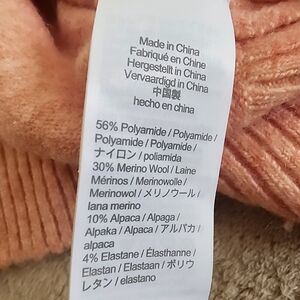 Made in China
Fabriqué en Chine
Hergestellt in China
Vervaardigd in China
中国製
hecho en china
56% Polyamide / Polyamide /
Polyamid / Polyamide /
ナイロン / poliamida
30% Merino Wool / Laine
Mérinos / Merinowolle /
Merinowol / メリノウール /
lana merino
10% Alpaca / Alpaga /
Alpaka / Alpaca / アルパカ /
alpaca
4% Elastane / Élasthanne /
Elastan / Elastaan / ポリウ
レタン / elastano